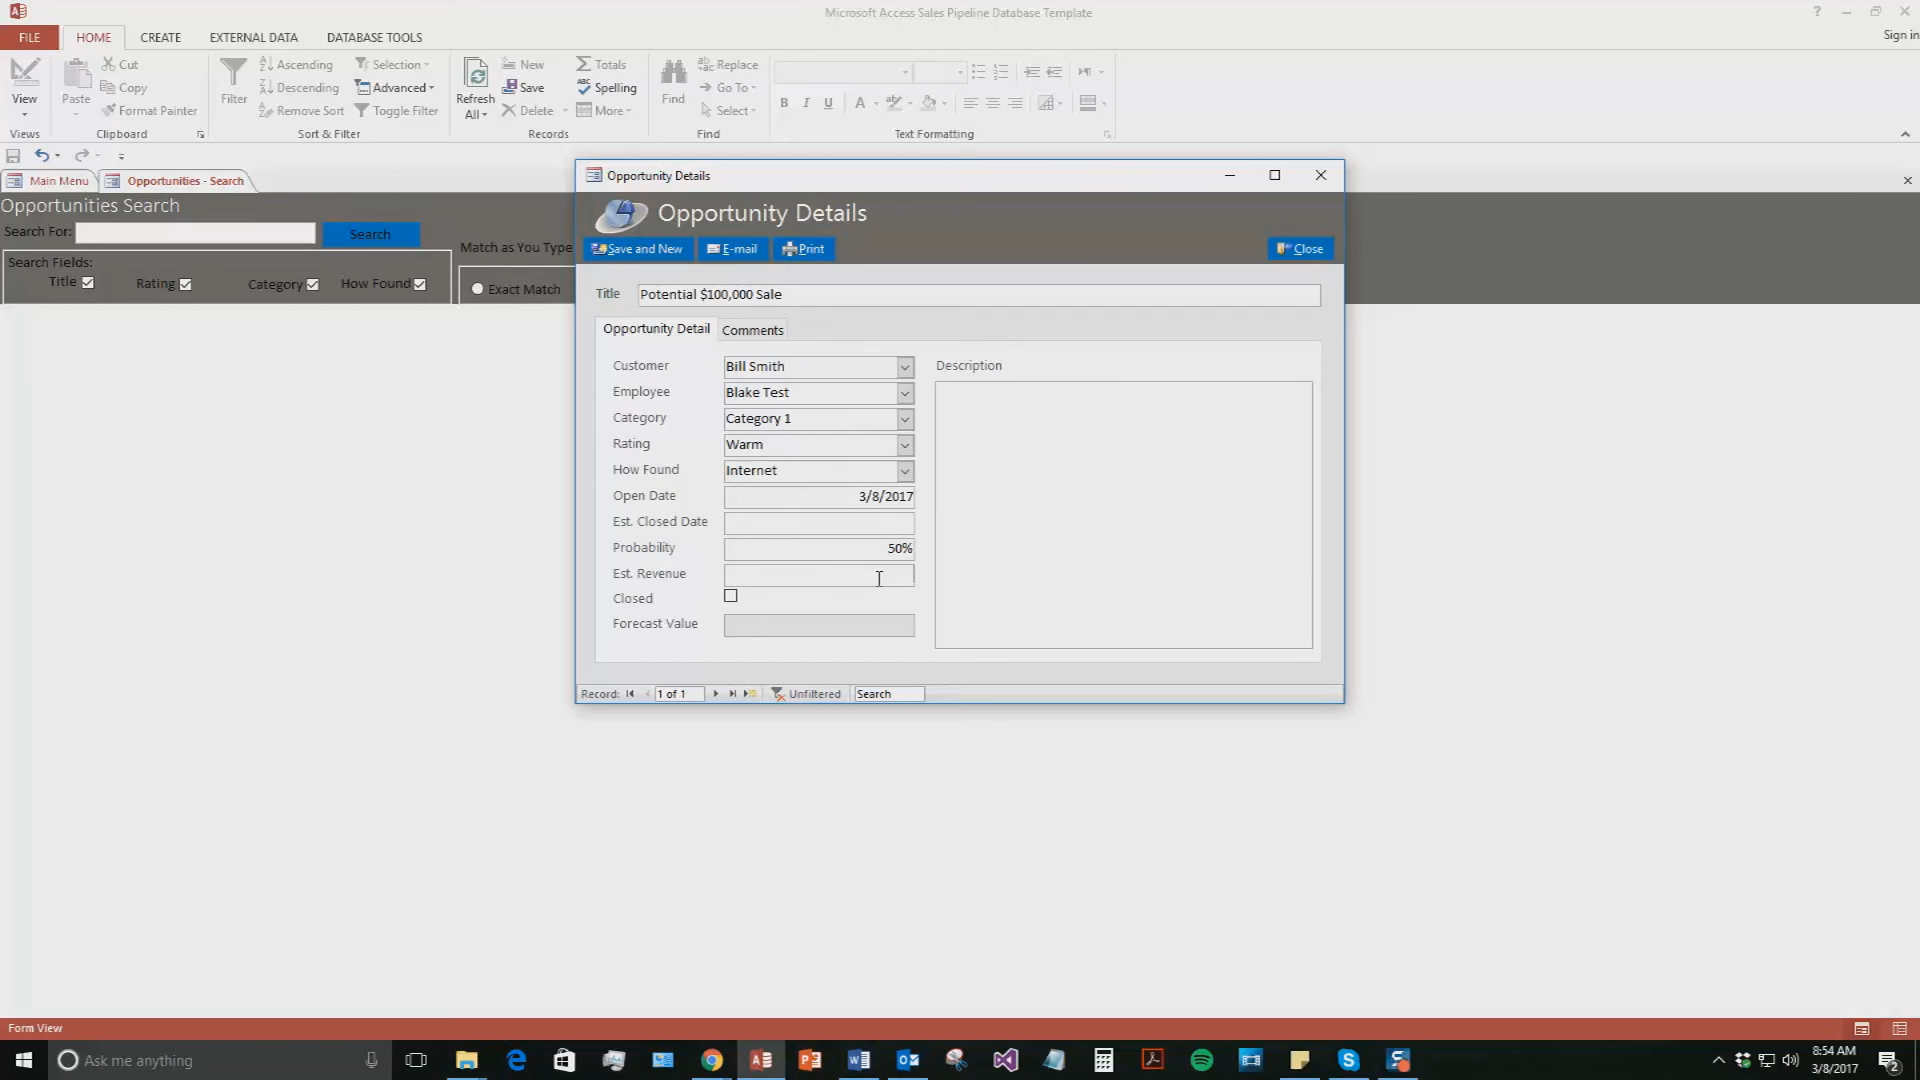 Microsoft Access Sales Pipeline Database Template
?
FILE HOME CREATE EXTERNAL DATA DATABASE TOOLS
Sign in
View
Views
Paste
Cut
Copy
Format Painter
Clipboard
Filter
Ascending
Descending
Remove Sort
Selection
Advanced
Toggle Filter
Sort & Filter
Refresh
All
New
Save
Delete
Totals
Spelling
More
Records
Find
Replace
Go To
Select
Find
B I U A
Text Formatting
Main Menu
Opportunities - Search
Opportunities Search
Search For:
Search
Search Fields:
Title
Rating
Category
How Found
Match as You Type
Exact Match
Opportunity Details
Opportunity Details
Save and New
E-mail
Print
Close
Title Potential $100,000 Sale
Opportunity Detail
Comments
Customer Bill Smith
Employee Blake Test
Category Category 1
Rating Warm
How Found Internet
Open Date 3/8/2017
Est. Closed Date
Probability 50%
Est. Revenue
Closed
Forecast Value
Description
Record: 1 of 1 Unfiltered Search
Form View
Ask me anything
8:54 AM
3/8/2017
2